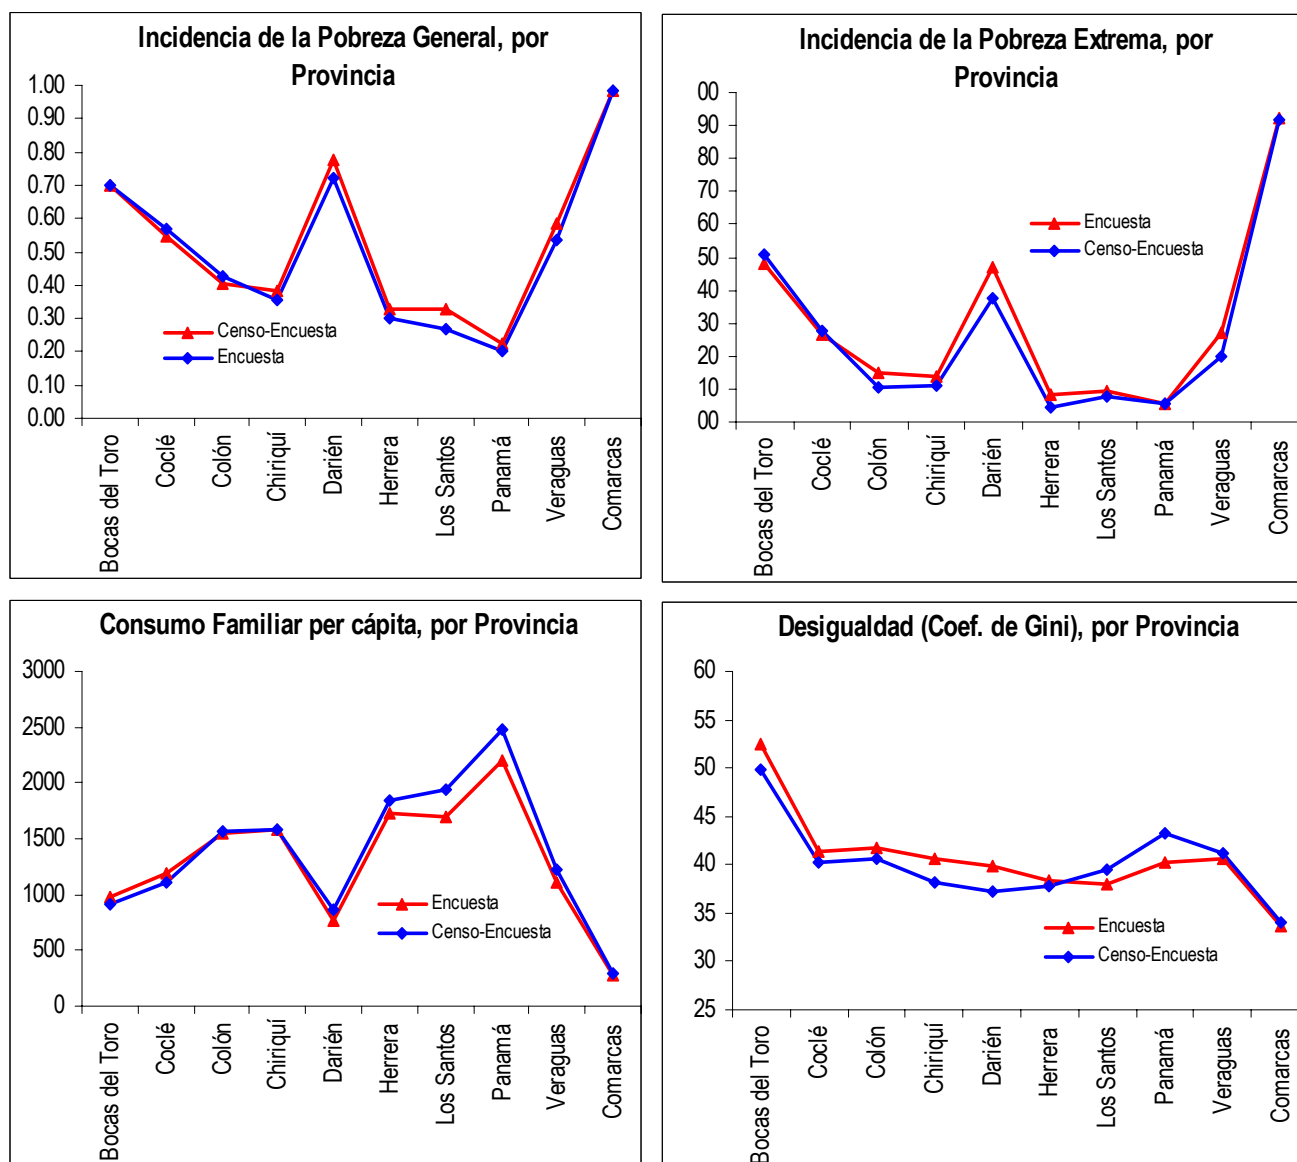 Incidencia de la Pobreza General, por
Provincia
1.00
0.90
0.80
0.70
0.60
0.50
0.40
0.30
0.20
0.10
0.00
Censo-Encuesta
Encuesta
Bocas del Toro
Coclé
Colón
Chiriquí
Darién
Herrera
Los Santos
Panamá
Veraguas
Comarcas
Incidencia de la Pobreza Extrema, por
Provincia
00
90
80
70
60
50
40
30
20
10
00
Encuesta
Censo-Encuesta
Bocas del Toro
Coclé
Colón
Chiriquí
Darién
Herrera
Los Santos
Panamá
Veraguas
Comarcas
Consumo Familiar per cápita, por Provincia
3000
2500
2000
1500
1000
500
0
Encuesta
Censo-Encuesta
Bocas del Toro
Coclé
Colón
Chiriquí
Darién
Herrera
Los Santos
Panamá
Veraguas
Comarcas
Desigualdad (Coef. de Gini), por Provincia
60
55
50
45
40
35
30
25
Encuesta
Censo-Encuesta
Bocas del Toro
Coclé
Colón
Chiriquí
Darién
Herrera
Los Santos
Panamá
Veraguas
Comarcas